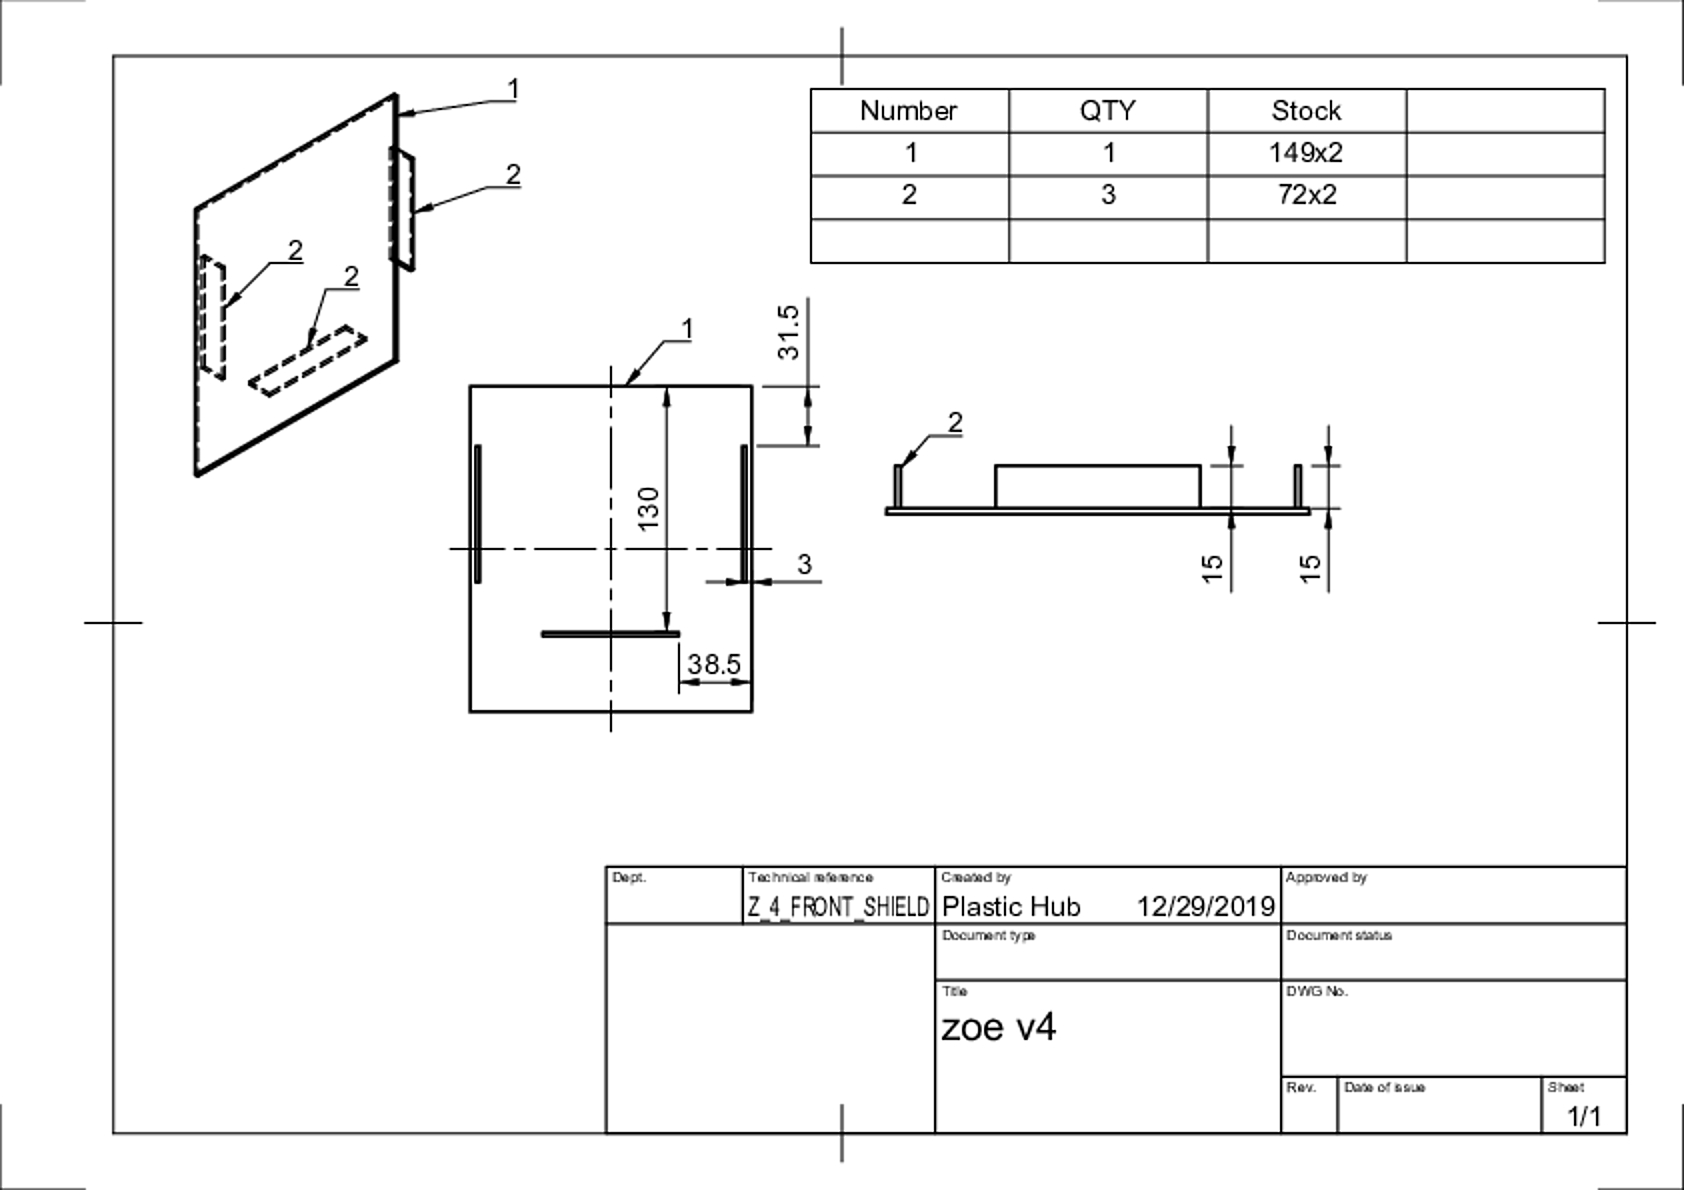 1
2
2
2
Number QTY Stock
1 1 149x2
2 3 72x2
1
31.5
130
3
38.5
2
15
15
Dept.
Technical reference
Z_4_FRONT_SHIELD
Created by
Plastic Hub 12/29/2019
Approved by
Document type
Document status
Title
zoe v4
DWG No.
Rev.
Date of issue
Sheet
1/1